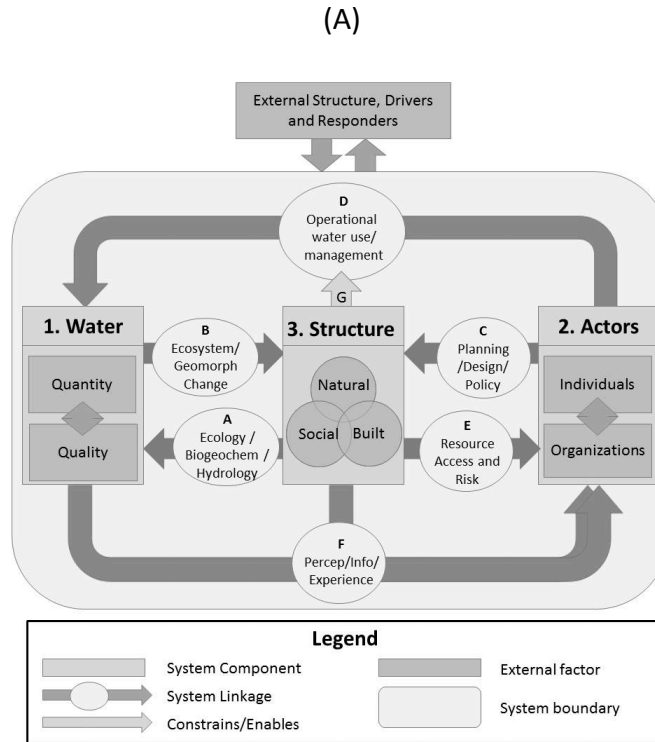 (A)
External Structure, Drivers
and Responders
D
Operational
water use/
management
G
1. Water
Quantity
Quality
B
Ecosystem/
Geomorph
Change
A
Ecology /
Biogeochem /
Hydrology
3. Structure
Natural
Social
Built
C
Planning
/Design/
Policy
E
Resource
Access and
Risk
2. Actors
Individuals
Organizations
F
Percep/Info/
Experience
Legend
System Component
System Linkage
Constrains/Enables
External factor
System boundary